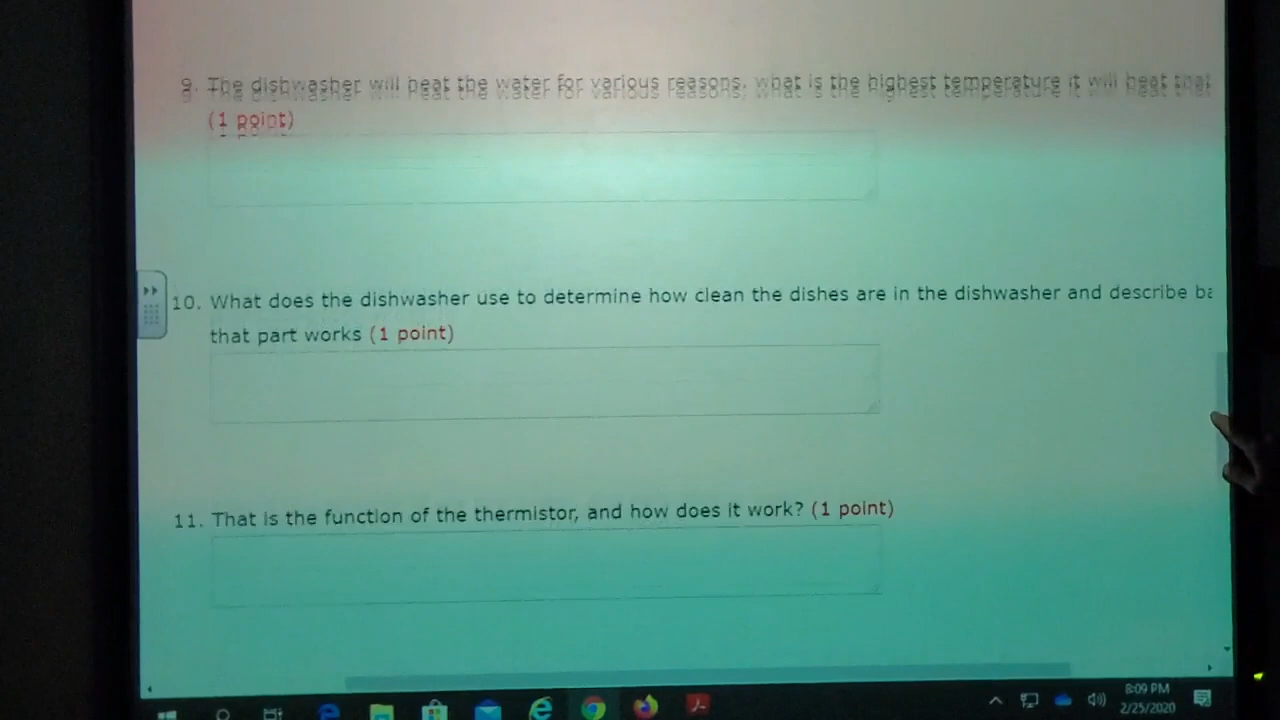 9. The dishwasher will heat the water for various reasons, what is the highest temperature it will heat that
(1 point)
10. What does the dishwasher use to determine how clean the dishes are in the dishwasher and describe ba
that part works (1 point)
11. That is the function of the thermistor, and how does it work? (1 point)
8:09 PM
2/25/2020